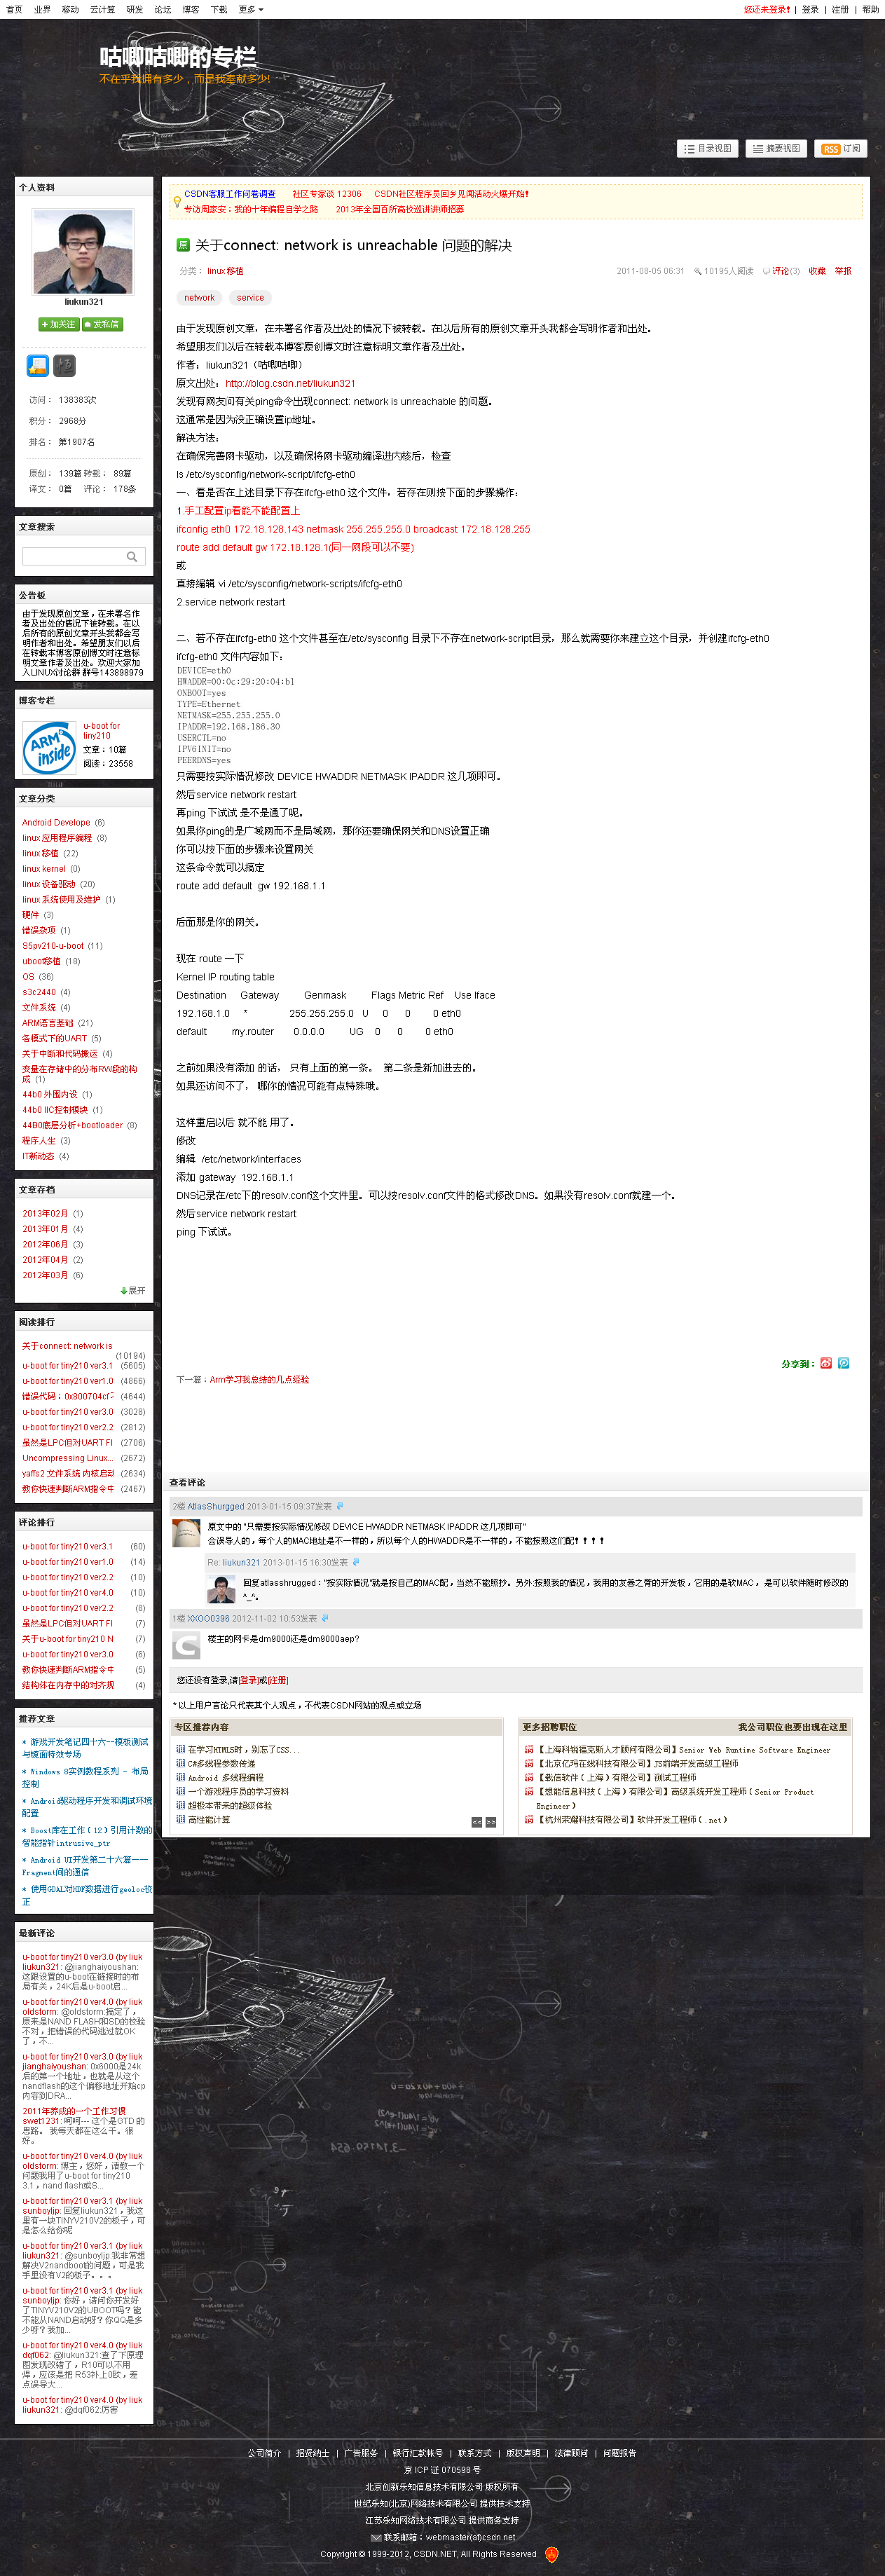 首页 业界 移动 云计算 研发 论坛 博客 下载 更多
您还未登录! | 登录 | 注册 | 帮助
咕唧咕唧的专栏
不在乎我拥有多少，而是我奉献多少!
目录视图 摘要视图 RSS 订阅
个人资料
liukun321
加关注 发私信
访问： 138383次
积分： 2968分
排名： 第1907名
原创： 139篇 转载： 89篇
译文： 0篇 评论： 178条
文章搜索
公告板
由于发现原创文章，在未署名作
者及出处的情况下被转载。在以
后所有的原创文章开头我都会写
明作者和出处。希望朋友们以后
在转载本博客原创博文时注意标
明文章作者及出处。欢迎大家加
入LINUX讨论群 群号143898979
博客专栏
ARM inside
u-boot for
tiny210
文章：10篇
阅读：23558
文章分类
Android Develope (6)
linux 应用程序编程 (8)
linux 移植 (22)
linux kernel (0)
linux 设备驱动 (20)
linux 系统使用及维护 (1)
硬件 (3)
错误杂项 (1)
S5pv210-u-boot (11)
uboot移植 (18)
OS (36)
s3c2440 (4)
文件系统 (4)
ARM语言基础 (21)
各模式下的UART (5)
关于中断和代码搬运 (4)
变量在存储中的分布RW段的构
成 (1)
44b0 外围内设 (1)
44b0 IIC控制模块 (1)
44B0底层分析+bootloader (8)
程序人生 (3)
IT新动态 (4)
文章存档
2013年02月 (1)
2013年01月 (4)
2012年06月 (3)
2012年04月 (2)
2012年03月 (6)
展开
阅读排行
关于connect: network is
(10194)
u-boot for tiny210 ver3.1 (5605)
u-boot for tiny210 ver1.0 (4866)
错误代码：0x800704cf (4644)
u-boot for tiny210 ver3.0 (3028)
u-boot for tiny210 ver2.2 (2812)
虽然是LPC但对UART FI (2706)
Uncompressing Linux... (2672)
yaffs2 文件系统 内核启动 (2634)
教你快速判断ARM指令中 (2467)
评论排行
u-boot for tiny210 ver3.1 (60)
u-boot for tiny210 ver1.0 (14)
u-boot for tiny210 ver2.2 (10)
u-boot for tiny210 ver4.0 (10)
u-boot for tiny210 ver2.2 (8)
虽然是LPC但对UART FI (7)
关于u-boot for tiny210 N (7)
u-boot for tiny210 ver3.0 (6)
教你快速判断ARM指令中 (5)
结构体在内存中的对齐规 (4)
推荐文章
* 游戏开发笔记四十六--模板测试
与镜面特效专场
* Windows 8实例教程系列 - 布局
控制
* Android驱动程序开发和调试环境
配置
* Boost库在工作（12）引用计数的
智能指针intrusive_ptr
* Android UI开发第二十六篇——
Fragment间的通信
* 使用GDAL对HDF数据进行geoloc校
正
最新评论
u-boot for tiny210 ver3.0 (by liuk
liukun321: @jianghaiyoushan:
这跟设置的u-boot在链接时的布
局有关，24K后是u-boot启...
u-boot for tiny210 ver4.0 (by liuk
oldstorm: @oldstorm:搞定了，
原来是NAND FLASH和SD的校验
不对，把错误的代码逃过就OK
了，不...
u-boot for tiny210 ver3.0 (by liuk
jianghaiyoushan: 0x6000是24k
后的第一个地址，也就是从这个
nandflash的这个偏移地址开始cp
内容到DRA...
2011年养成的一个工作习惯
swet1231: 呵呵--- 这个是GTD 的
思路。 我每天都在这么干。很
好。
u-boot for tiny210 ver4.0 (by liuk
oldstorm: 博主，您好，请教一个
问题我用了u-boot for tiny210
3.1，nand flash或S...
u-boot for tiny210 ver3.1 (by liuk
sunboyljp: 回复liukun321，我这
里有一块TINYV210V2的板子，可
是怎么给你呢
u-boot for tiny210 ver3.1 (by liuk
liukun321: @sunboyljp:我非常想
解决V2nandboot的问题，可是我
手里没有V2的板子。。。
u-boot for tiny210 ver3.1 (by liuk
sunboyljp: 你好，请问你开发好
了TINYV210V2的UBOOT吗？能
不能从NAND启动呀？你QQ是多
少呀？我加...
u-boot for tiny210 ver4.0 (by liuk
dqf062: @liukun321:查了下原理
图发现改错了，R10可以不用
焊，应该是把 R53补上0欧，差
点误导大...
u-boot for tiny210 ver4.0 (by liuk
liukun321: @dqf062:厉害
CSDN客服工作问卷调查 社区专家谈 12306 CSDN社区程序员回乡见闻活动火爆开始!
专访周家安：我的十年编程自学之路 2013年全国百所高校巡讲讲师招募
原 关于connect: network is unreachable 问题的解决
分类： linux 移植 2011-08-05 06:31 10195人阅读 评论(3) 收藏 举报
network service
由于发现原创文章，在未署名作者及出处的情况下被转载。在以后所有的原创文章开头我都会写明作者和出处。
希望朋友们以后在转载本博客原创博文时注意标明文章作者及出处。
作者：liukun321（咕唧咕唧）
原文出处：http://blog.csdn.net/liukun321
发现有网友问有关ping命令出现connect: network is unreachable 的问题。
这通常是因为没正确设置ip地址。
解决方法：
在确保完善网卡驱动，以及确保将网卡驱动编译进内核后，检查
ls /etc/sysconfig/network-script/ifcfg-eth0
一、看是否在上述目录下存在ifcfg-eth0 这个文件，若存在则按下面的步骤操作：
1.手工配置ip看能不能配置上
ifconfig eth0 172.18.128.143 netmask 255.255.255.0 broadcast 172.18.128.255
route add default gw 172.18.128.1(同一网段可以不要)
或
直接编辑 vi /etc/sysconfig/network-scripts/ifcfg-eth0
2.service network restart
二、若不存在ifcfg-eth0 这个文件甚至在/etc/sysconfig 目录下不存在network-script目录，那么就需要你来建立这个目录，并创建ifcfg-eth0
ifcfg-eth0 文件内容如下：
DEVICE=eth0
HWADDR=00:0c:29:20:04:b1
ONBOOT=yes
TYPE=Ethernet
NETMASK=255.255.255.0
IPADDR=192.168.186.30
USERCTL=no
IPV6INIT=no
PEERDNS=yes
只需要按实际情况修改 DEVICE HWADDR NETMASK IPADDR 这几项即可。
然后service network restart
再ping 下试试 是不是通了呢。
如果你ping的是广域网而不是局域网，那你还要确保网关和DNS设置正确
你可以按下面的步骤来设置网关
这条命令就可以搞定
route add default gw 192.168.1.1
后面那是你的网关。
现在 route 一下
Kernel IP routing table
Destination Gateway Genmask Flags Metric Ref Use Iface
192.168.1.0 * 255.255.255.0 U 0 0 0 eth0
default my.router 0.0.0.0 UG 0 0 0 eth0
之前如果没有添加 的话， 只有上面的第一条。 第二条是新加进去的。
如果还访问不了， 哪你的情况可能有点特殊哦。
这样重启以后 就不能 用了。
修改
编辑 /etc/network/interfaces
添加 gateway 192.168.1.1
DNS记录在/etc下的resolv.conf这个文件里。可以按resolv.conf文件的格式修改DNS。如果没有resolv.conf就建一个。
然后service network restart
ping 下试试。
分享到：
下一篇：Arm学习我总结的几点经验
查看评论
2楼 AtlasShurgged 2013-01-15 09:37发表
原文中的 "只需要按实际情况修改 DEVICE HWADDR NETMASK IPADDR 这几项即可"
会误导人的，每个人的MAC地址是不一样的，所以每个人的HWADDR是不一样的，不能按照这们配！！！！
Re: liukun321 2013-01-15 16:30发表
回复atlasshrugged："按实际情况"就是按自己的MAC配，当然不能照抄。另外:按照我的情况，我用的友善之臂的开发板，它用的是软MAC， 是可以软件随时修改的
^_^。
1楼 XXOO0396 2012-11-02 10:53发表
楼主的网卡是dm9000还是dm9000aep?
您还没有登录,请[登录]或[注册]
* 以上用户言论只代表其个人观点，不代表CSDN网站的观点或立场
专区推荐内容
在学习HTML5时，别忘了CSS...
C#多线程参数传递
Android 多线程编程
一个游戏程序员的学习资料
超级本带来的超级体验
高性能计算
<< >>
更多招聘职位 我公司职位也要出现在这里
【上海科锐福克斯人才顾问有限公司】Senior Web Runtime Software Engineer
【北京亿玛在线科技有限公司】JS前端开发高级工程师
【载信软件（上海）有限公司】测试工程师
【想能信息科技（上海）有限公司】高级系统开发工程师（Senior Product
Engineer）
【杭州荣耀科技有限公司】软件开发工程师（.net）
公司简介 | 招贤纳士 | 广告服务 | 银行汇款帐号 | 联系方式 | 版权声明 | 法律顾问 | 问题报告
京 ICP 证 070598 号
北京创新乐知信息技术有限公司 版权所有
世纪乐知(北京)网络技术有限公司 提供技术支持
江苏乐知网络技术有限公司 提供商务支持
联系邮箱：webmaster(at)csdn.net
Copyright © 1999-2012, CSDN.NET, All Rights Reserved